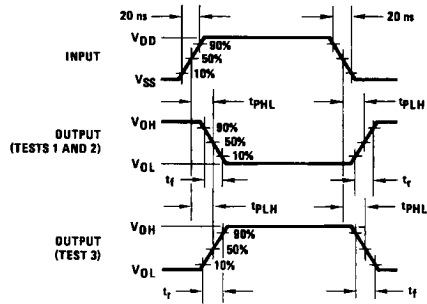 20 ns
20 ns
INPUT
VDD
90%
50%
10%
VSS
tPHL
tPLH
OUTPUT
(TESTS 1 AND 2)
VOH
90%
50%
10%
VOL
tf
tr
tPLH
tPHL
OUTPUT
(TEST 3)
VOH
90%
50%
10%
VOL
tr
tf